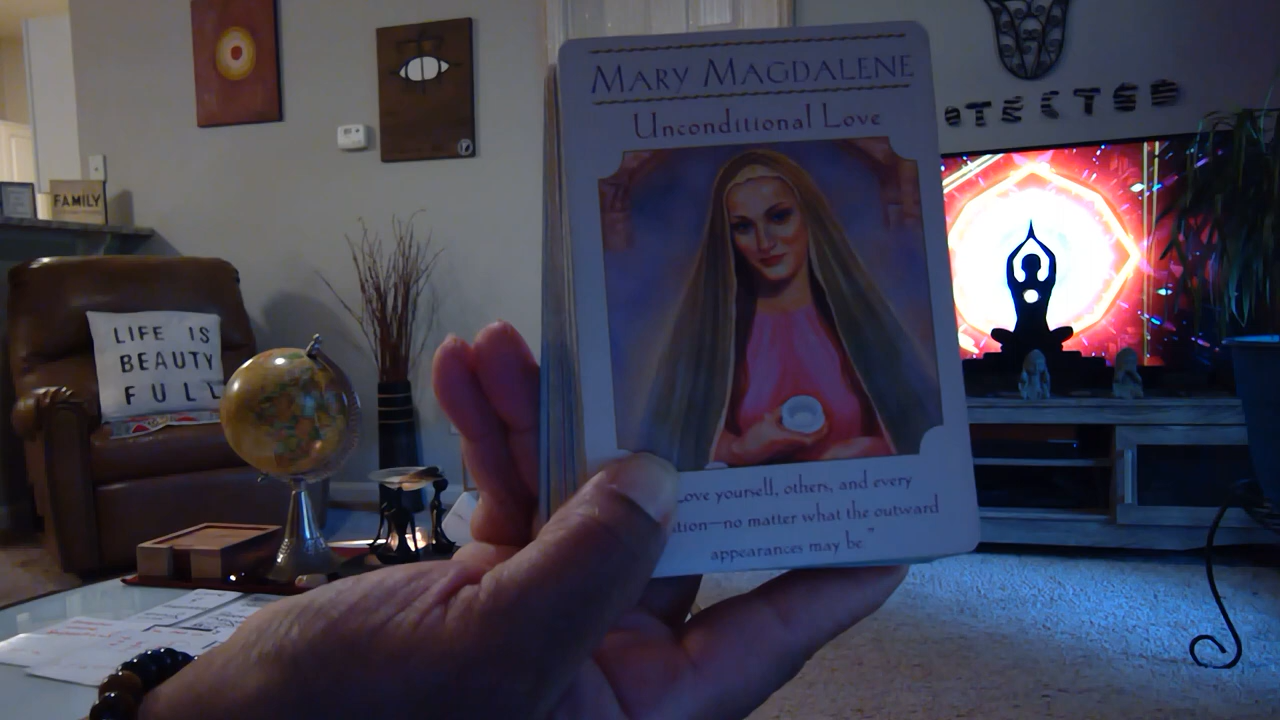 MARY MAGDALENE
Unconditional Love
Love yourself, others, and every
ation—no matter what the outward
appearances may be."
FAMILY
LIFE IS
BEAUTY
FULL
OTECTED